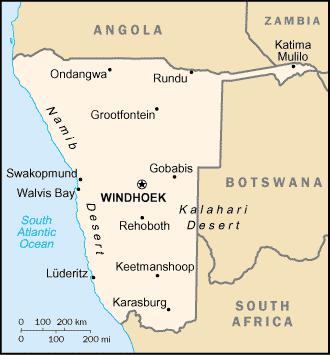 ANGOLA
ZAMBIA
Katima
Mulilo
Ondangwa
Rundu
Grootfontein
Namib
Desert
Gobabis
Swakopmund
Walvis Bay
WINDHOEK
BOTSWANA
Kalahari
Desert
Rehoboth
South
Atlantic
Ocean
Lüderitz
Keetmanshoop
Karasburg
SOUTH
AFRICA
0 100 200 km
0 100 200 mi